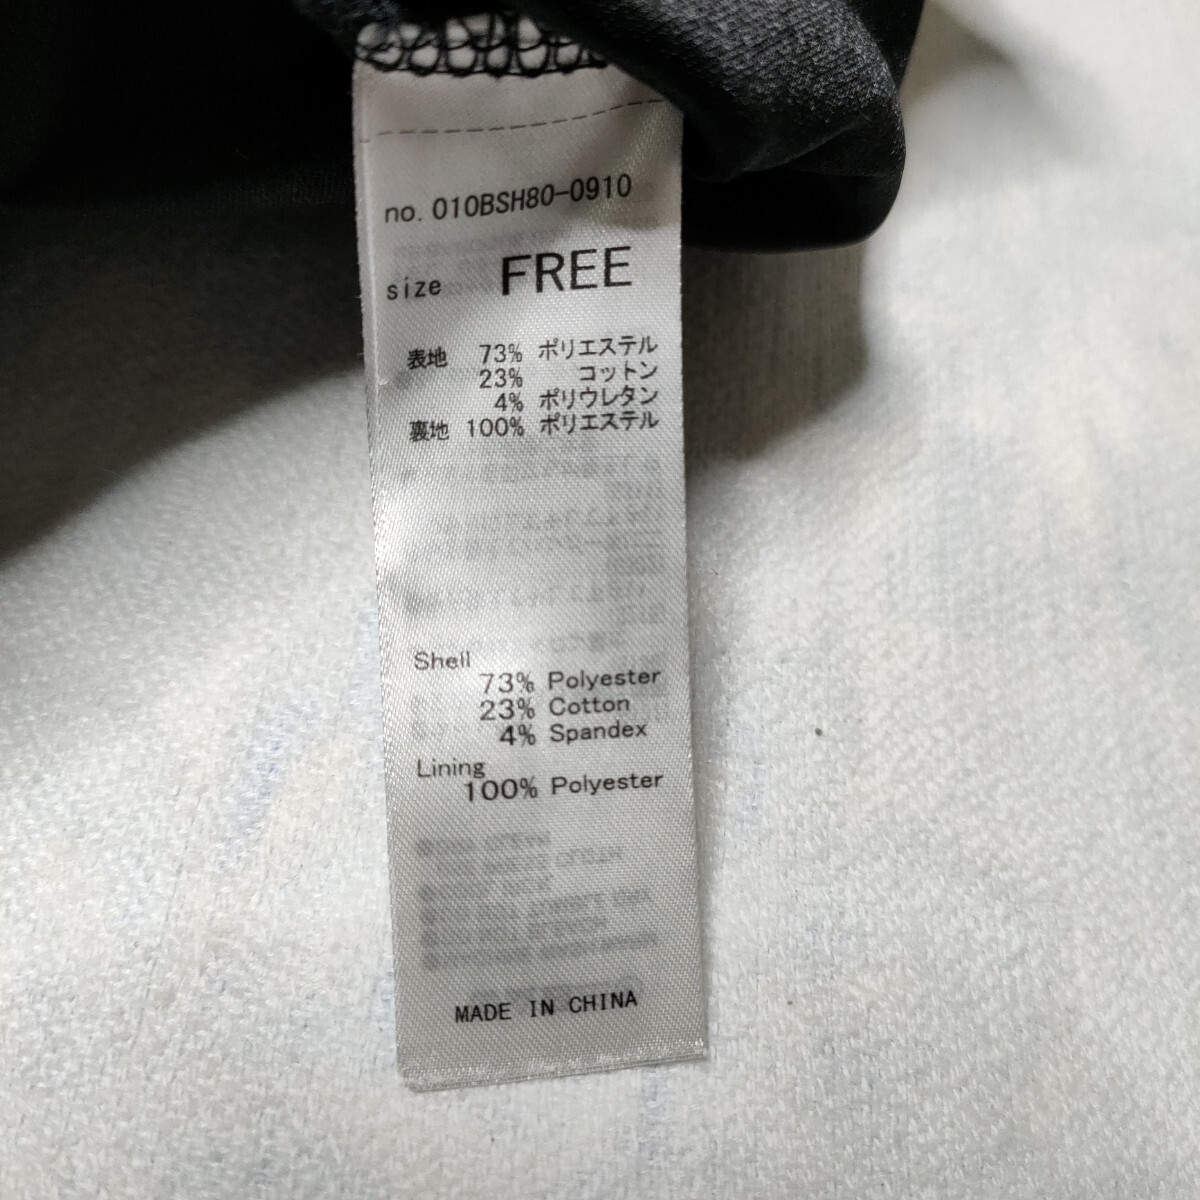 no. 010BSH80-0910
size FREE
表地 73% ポリエステル
23% コットン
4% ポリウレタン
裏地 100% ポリエステル
Shell
73% Polyester
23% Cotton
4% Spandex
Lining
100% Polyester
MADE IN CHINA